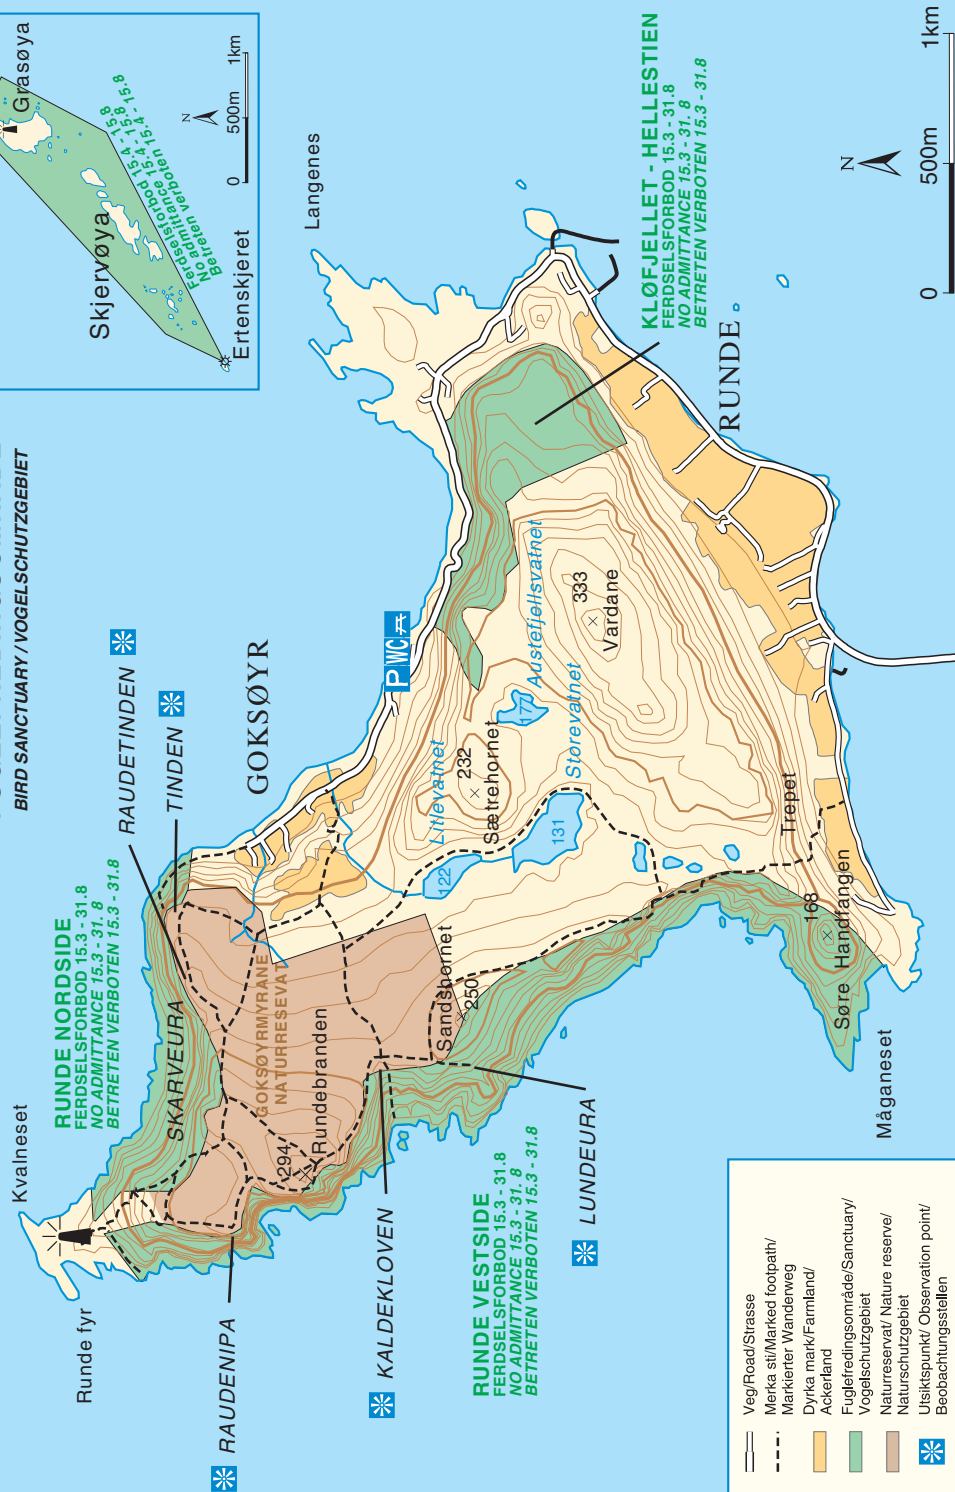 BIRD SANCTUARY / VOGELSCHUTZGEBIET
Grasøya
Skjervøya
Ferdselsforbod 15.4 - 15.8
No admittance 15.4 - 15.8
Betreten verboten 15.4 - 15.8
Ertenskjeret
N
0
500m
1km
Kvalneset
Runde fyr
RUNDE NORDSIDE
FERDSELSFORBOD 15.3 - 31.8
NO ADMITTANCE 15.3 - 31. 8
BETRETEN VERBOTEN 15.3 - 31.8
RAUDETINDEN
TINDEN
SKARVEURA
GOKSØYR
Langenes
P WC
GOKSØYRMYRANE
NATURRESEVAT
294
Rundebranden
RAUDENIPA
KALDEKLOVEN
Sandshornet
250
Litlevatnet
122
232
Sætrehornet
177
Austefjellsvatnet
Storevatnet
131
333
Vardane
KLØFJELLET - HELLESTIEN
FERDSELSFORBOD 15.3 - 31.8
NO ADMITTANCE 15.3 - 31. 8
BETRETEN VERBOTEN 15.3 - 31.8
RUNDE
RUNDE VESTSIDE
FERDSELSFORBOD 15.3 - 31.8
NO ADMITTANCE 15.3 - 31. 8
BETRETEN VERBOTEN 15.3 - 31.8
LUNDEURA
Trepet
168
Søre Handfangen
Måganeset
N
0
500m
1km
Veg/Road/Strasse
Merka sti/Marked footpath/
Markierter Wanderweg
Dyrka mark/Farmland/
Ackerland
Fuglefredingsområde/Sanctuary/
Vogelschutzgebiet
Naturreservat/ Nature reserve/
Naturschutzgebiet
Utsiktspunkt/ Observation point/
Beobachtungsstellen